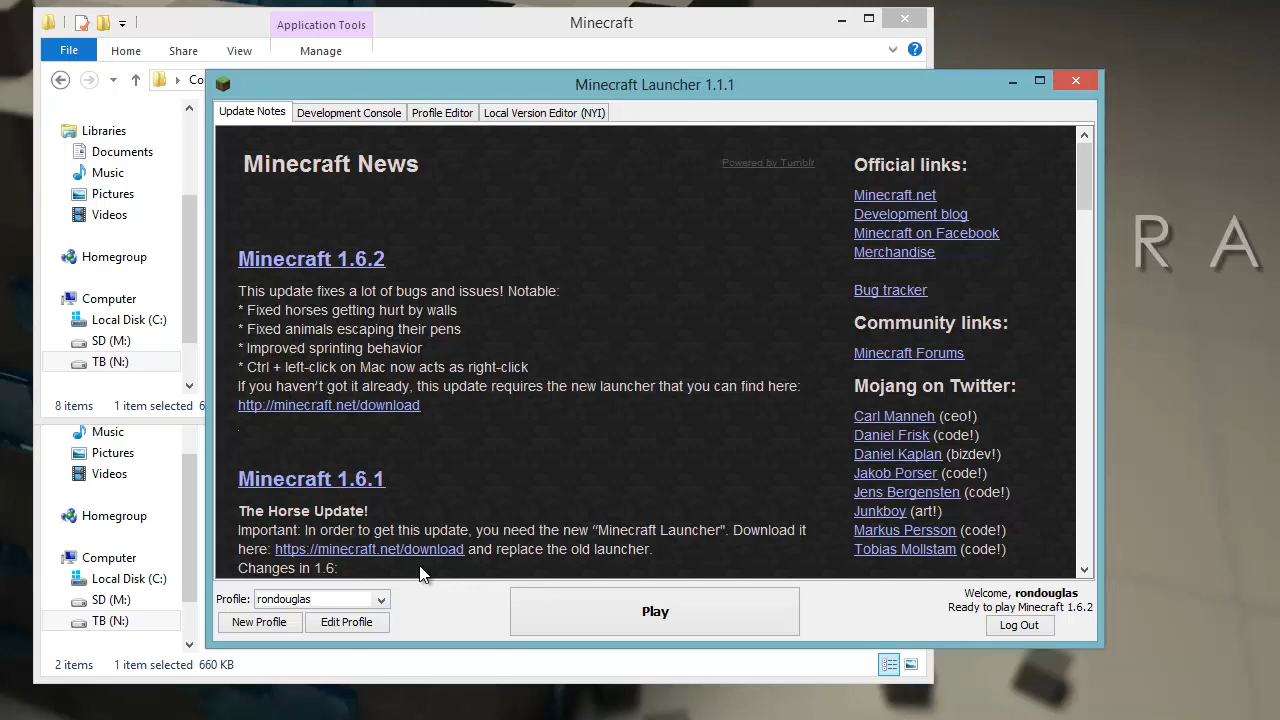 Application Tools
Minecraft
File
Home
Share
View
Manage
Co
Libraries
Documents
Music
Pictures
Videos
Homegroup
Computer
Local Disk (C:)
SD (M:)
TB (N:)
8 items
1 item selected 6
Music
Pictures
Videos
Homegroup
Computer
Local Disk (C:)
SD (M:)
TB (N:)
2 items
1 item selected 660 KB
Minecraft Launcher 1.1.1
Update Notes
Development Console
Profile Editor
Local Version Editor (NYI)
Minecraft News
Powered by Tumblr
Minecraft 1.6.2
This update fixes a lot of bugs and issues! Notable:
* Fixed horses getting hurt by walls
* Fixed animals escaping their pens
* Improved sprinting behavior
* Ctrl + left-click on Mac now acts as right-click
If you haven't got it already, this update requires the new launcher that you can find here:
http://minecraft.net/download
.
Minecraft 1.6.1
The Horse Update!
Important: In order to get this update, you need the new “Minecraft Launcher”. Download it
here: https://minecraft.net/download and replace the old launcher.
Changes in 1.6:
Official links:
Minecraft.net
Development blog
Minecraft on Facebook
Merchandise
Bug tracker
Community links:
Minecraft Forums
Mojang on Twitter:
Carl Manneh (ceo!)
Daniel Frisk (code!)
Daniel Kaplan (bizdev!)
Jakob Porser (code!)
Jens Bergensten (code!)
Junkboy (art!)
Markus Persson (code!)
Tobias Mollstam (code!)
Profile: rondouglas
New Profile
Edit Profile
Play
Welcome, rondouglas
Ready to play Minecraft 1.6.2
Log Out
R A